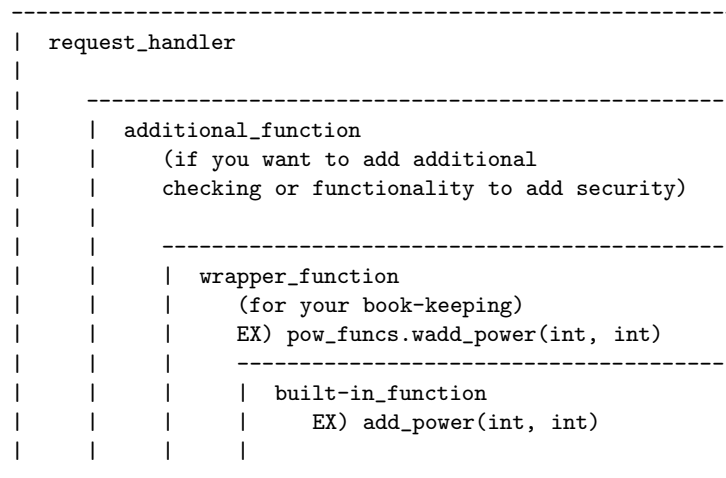 ----------------------------------------------------------
|  request_handler
|
|     ----------------------------------------------------
|     |  additional_function
|     |     (if you want to add additional
|     |     checking or functionality to add security)
|     |
|     |     ----------------------------------------------
|     |     |  wrapper_function
|     |     |     (for your book-keeping)
|     |     |     EX) pow_funcs.wadd_power(int, int)
|     |     |     ----------------------------------------
|     |     |     |  built-in_function
|     |     |     |     EX) add_power(int, int)
|     |     |     |